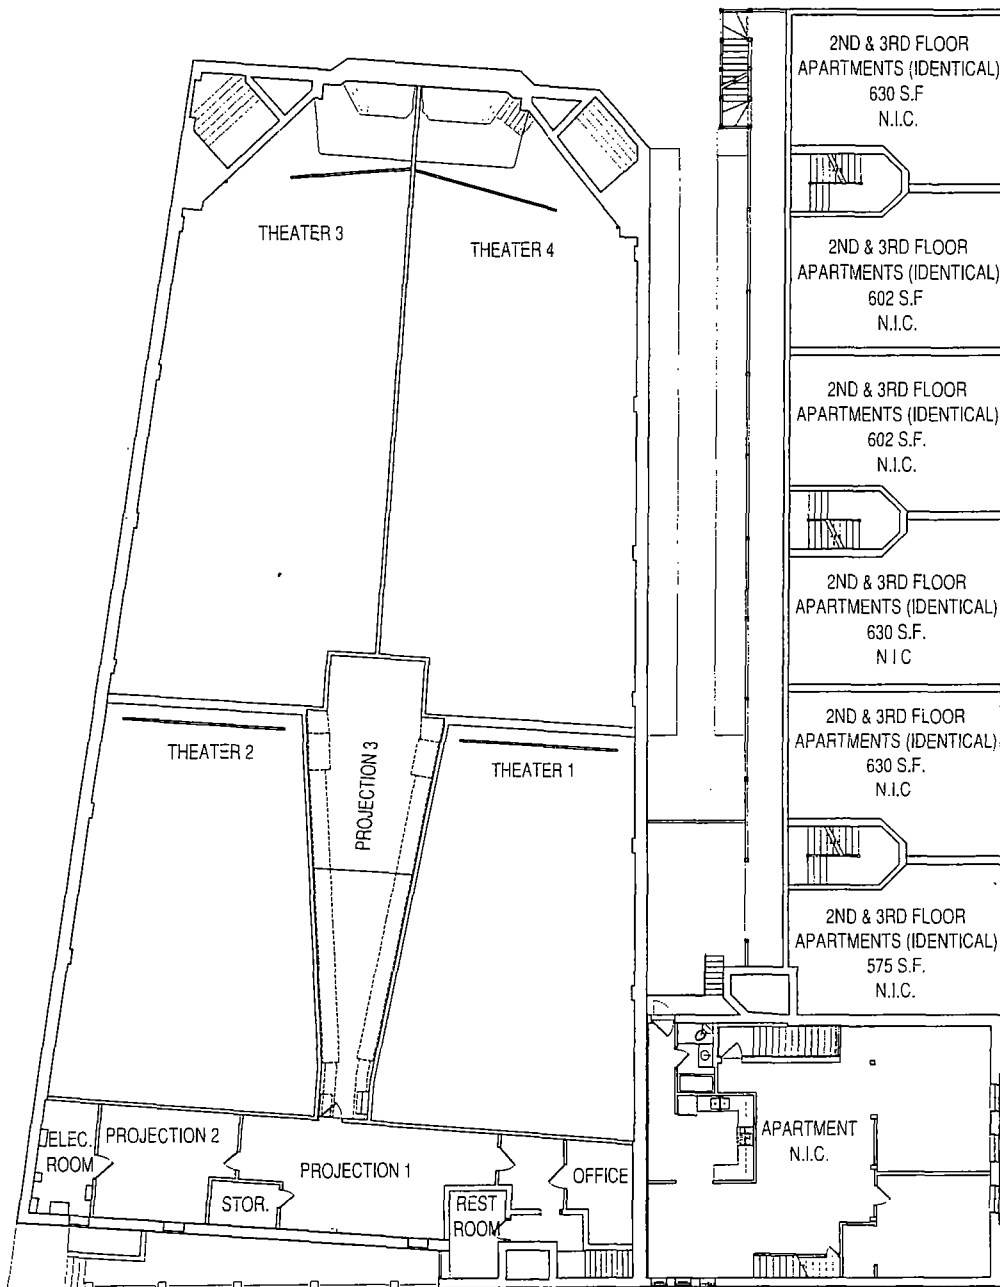 2ND & 3RD FLOOR
APARTMENTS (IDENTICAL)
630 S.F
N.I.C.
THEATER 3
THEATER 4
2ND & 3RD FLOOR
APARTMENTS (IDENTICAL)
602 S.F
N.I.C.
2ND & 3RD FLOOR
APARTMENTS (IDENTICAL)
602 S.F.
N.I.C.
2ND & 3RD FLOOR
APARTMENTS (IDENTICAL)
630 S.F.
N I C
THEATER 2
PROJECTION 3
THEATER 1
2ND & 3RD FLOOR
APARTMENTS (IDENTICAL)
630 S.F.
N.I.C
2ND & 3RD FLOOR
APARTMENTS (IDENTICAL)
575 S.F.
N.I.C.
ELEC.
ROOM
PROJECTION 2
PROJECTION 1
STOR.
REST
ROOM
OFFICE
APARTMENT
N.I.C.